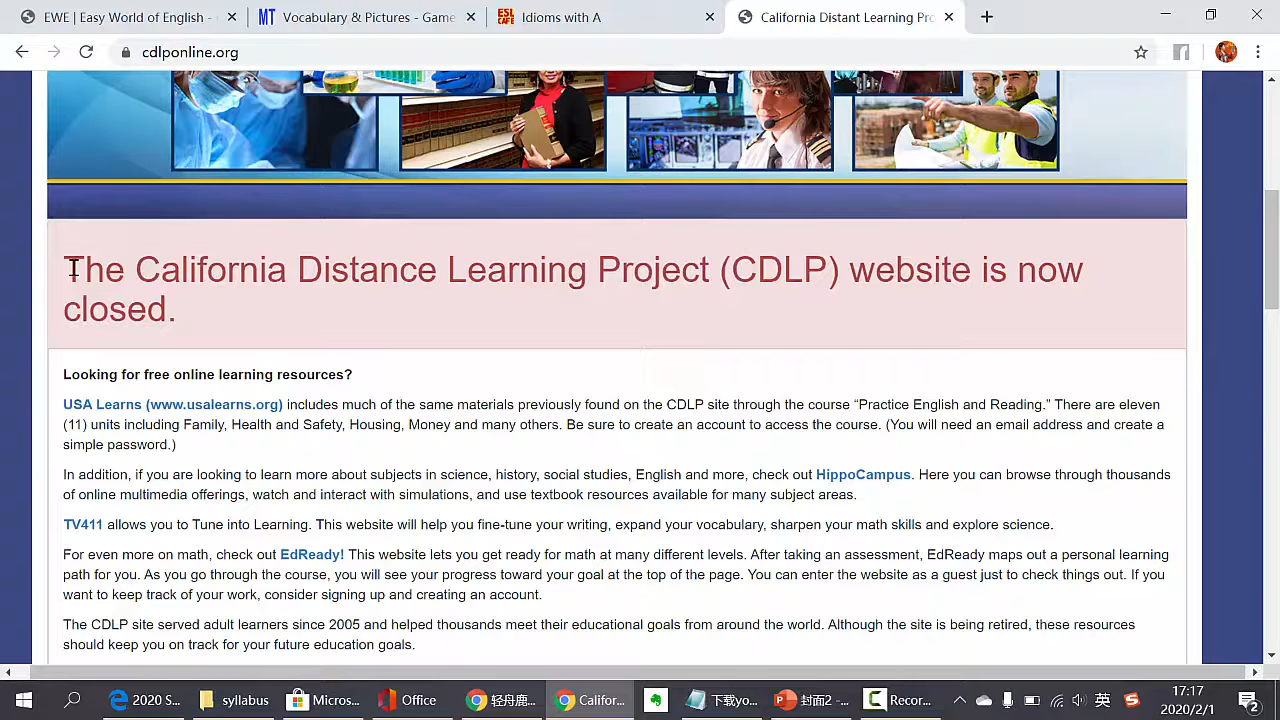 EWE | Easy World of English -
MT Vocabulary & Pictures - Game
ESL CAFE Idioms with A
California Distant Learning Pro
cdlponline.org
The California Distance Learning Project (CDLP) website is now
closed.
Looking for free online learning resources?
USA Learns (www.usalearns.org) includes much of the same materials previously found on the CDLP site through the course “Practice English and Reading.” There are eleven
(11) units including Family, Health and Safety, Housing, Money and many others. Be sure to create an account to access the course. (You will need an email address and create a
simple password.)
In addition, if you are looking to learn more about subjects in science, history, social studies, English and more, check out HippoCampus. Here you can browse through thousands
of online multimedia offerings, watch and interact with simulations, and use textbook resources available for many subject areas.
TV411 allows you to Tune into Learning. This website will help you fine-tune your writing, expand your vocabulary, sharpen your math skills and explore science.
For even more on math, check out EdReady! This website lets you get ready for math at many different levels. After taking an assessment, EdReady maps out a personal learning
path for you. As you go through the course, you will see your progress toward your goal at the top of the page. You can enter the website as a guest just to check things out. If you
want to keep track of your work, consider signing up and creating an account.
The CDLP site served adult learners since 2005 and helped thousands meet their educational goals from around the world. Although the site is being retired, these resources
should keep you on track for your future education goals.
2020 S...
syllabus
Micros...
Office
轻舟鹿...
Califor...
下载yo...
封面2 -...
Recor...
英
17:17
2020/2/1
2